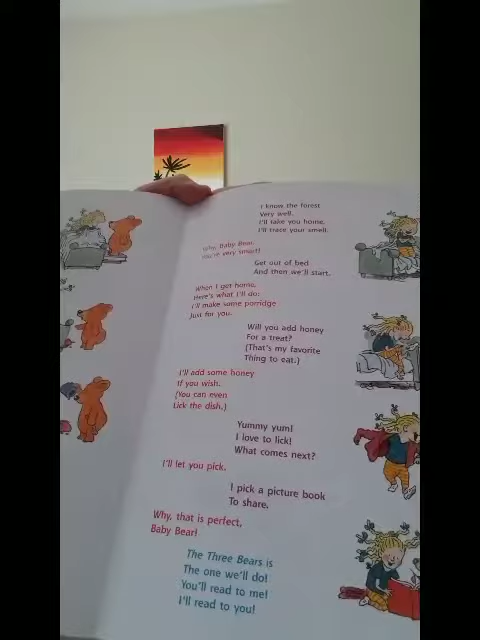 I know the forest
Very well.
I'll take you home.
I'll trace your smell.
Why, Baby Bear,
You're very smart!
Get out of bed
And then we'll start.
When I get home,
Here's what I'll do:
I'll make some porridge
Just for you.
Will you add honey
For a treat?
(That's my favorite
Thing to eat.)
I'll add some honey
If you wish.
(You can even
Lick the dish.)
Yummy yum!
I love to lick!
What comes next?
I'll let you pick.
I pick a picture book
To share.
Why, that is perfect,
Baby Bear!
The Three Bears is
The one we'll do!
You'll read to me!
I'll read to you!